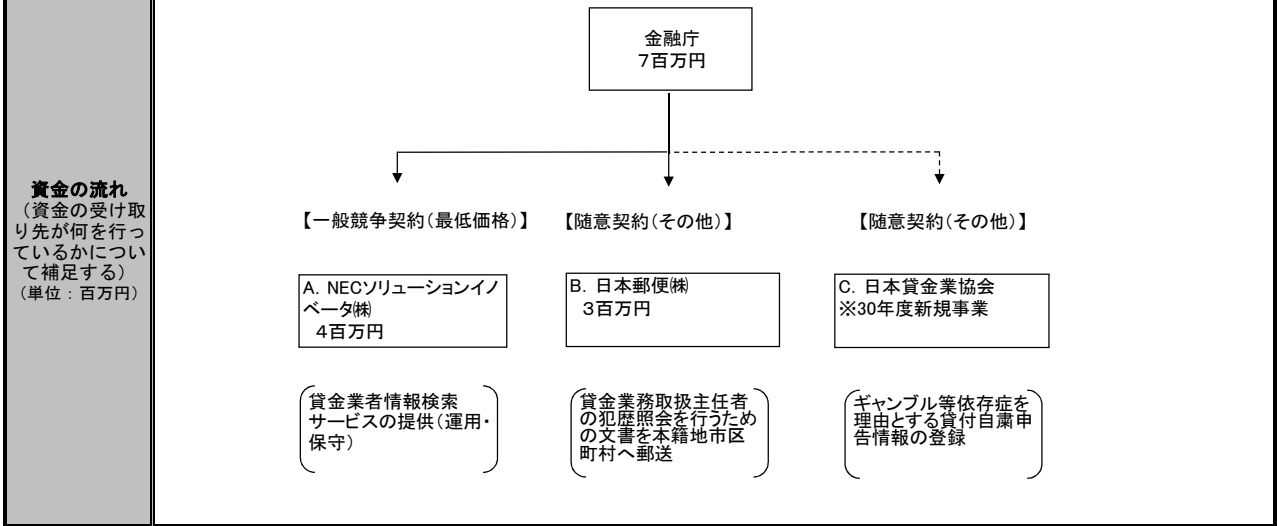 資金の流れ
（資金の受け取
り先が何を行っ
ているかについ
て補足する）
（単位：百万円）
金融庁
７百万円
【一般競争契約（最低価格）】
【随意契約（その他）】
【随意契約（その他）】
A．NECソリューションイノ
ベータ㈱
４百万円
B．日本郵便㈱
３百万円
C．日本貸金業協会
※30年度新規事業
貸金業者情報検索
サービスの提供（運用・
保守）
貸金業務取扱主任者
の犯歴照会を行うため
の文書を本籍地市区
町村へ郵送
ギャンブル等依存症を
理由とする貸付自粛申
告情報の登録